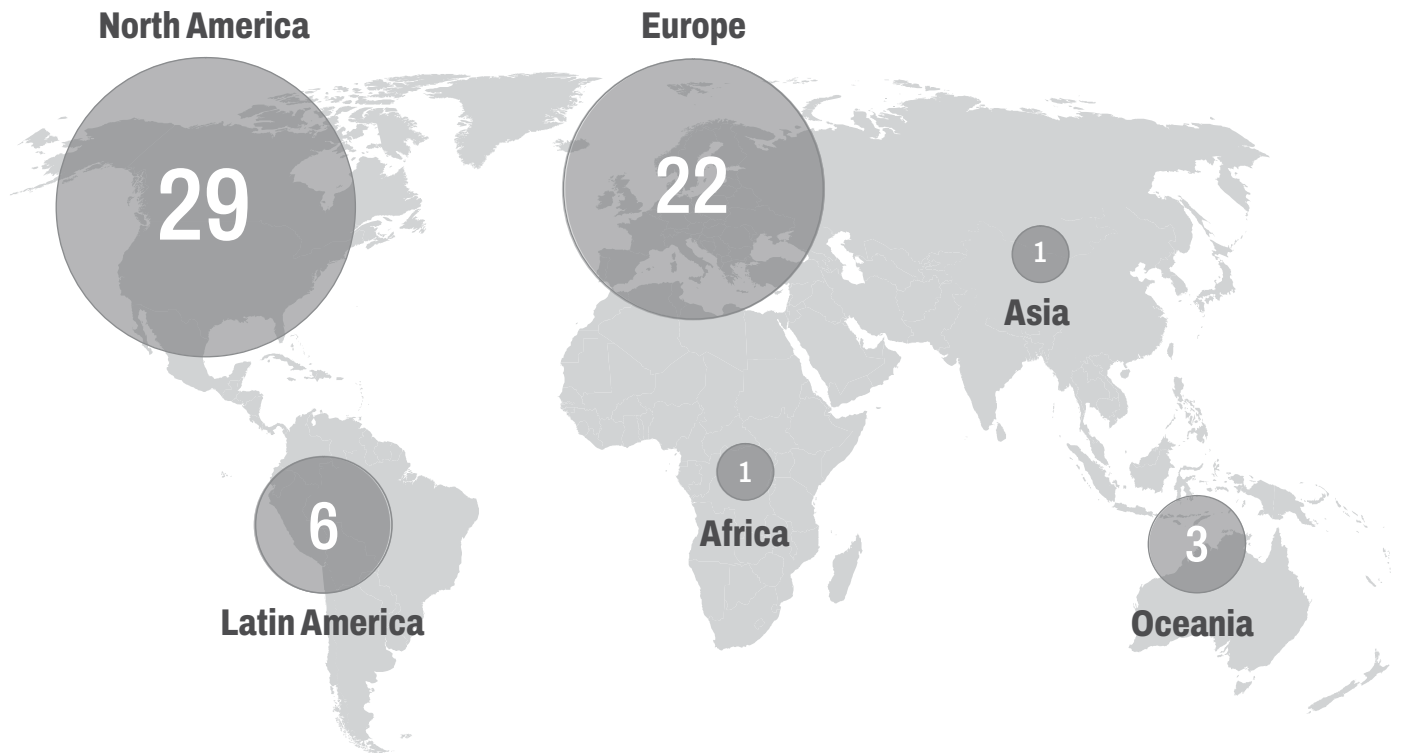 North America
29
Europe
22
1
Asia
1
Africa
6
Latin America
3
Oceania